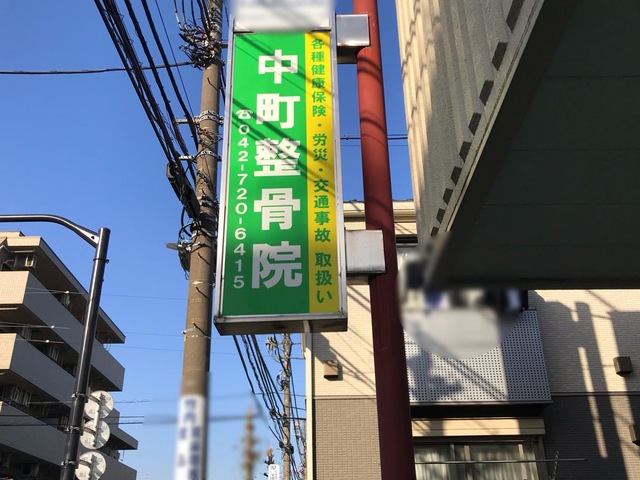 各種健康保険・労災・交通事故 取扱い
中町整骨院
☎042-720-6415